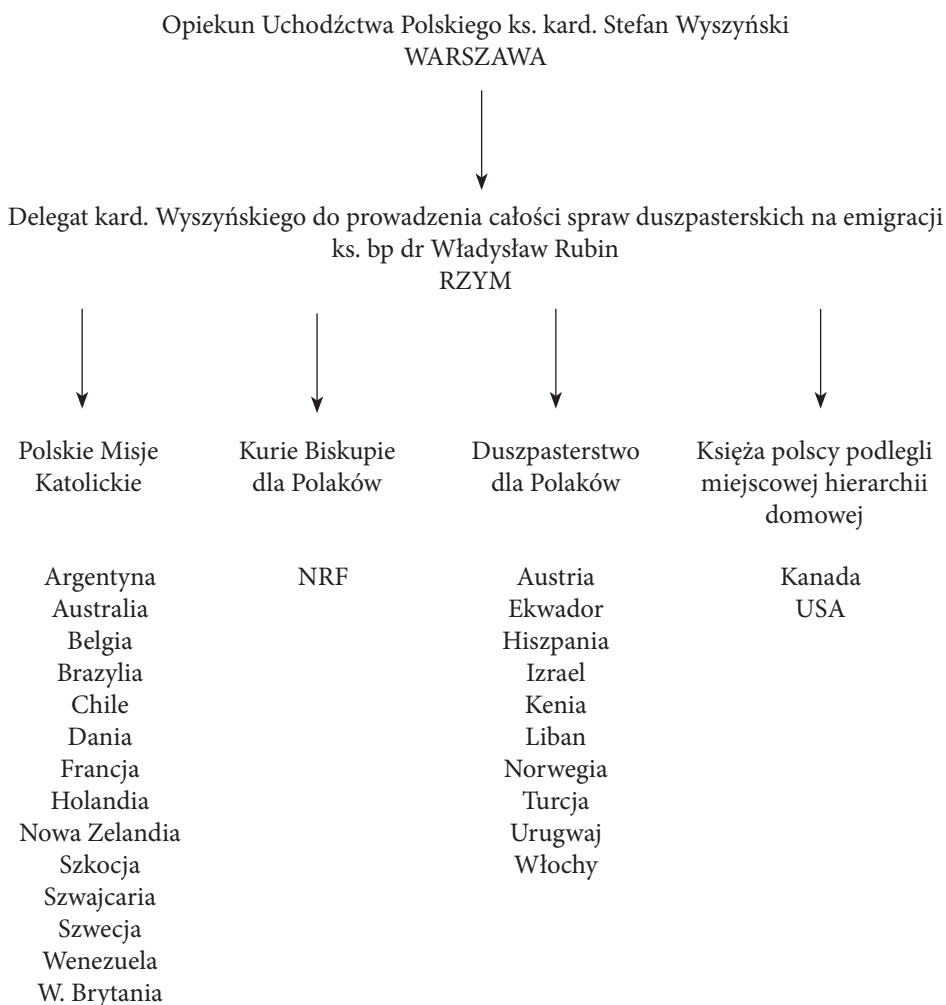 Opiekun Uchodźctwa Polskiego ks. kard. Stefan Wyszyński
WARSZAWA
Delegat kard. Wyszyńskiego do prowadzenia całości spraw duszpasterskich na emigracji
ks. bp dr Władysław Rubin
RZYM
Polskie Misje
Katolickie
Argentyna
Australia
Belgia
Brazylia
Chile
Dania
Francja
Holandia
Nowa Zelandia
Szkocja
Szwajcaria
Szwecja
Wenezuela
W. Brytania
Kurie Biskupie
dla Polaków
NRF
Duszpasterstwo
dla Polaków
Austria
Ekwador
Hiszpania
Izrael
Kenia
Liban
Norwegia
Turcja
Urugwaj
Włochy
Księża polscy podlegli
miejscowej hierarchii
domowej
Kanada
USA